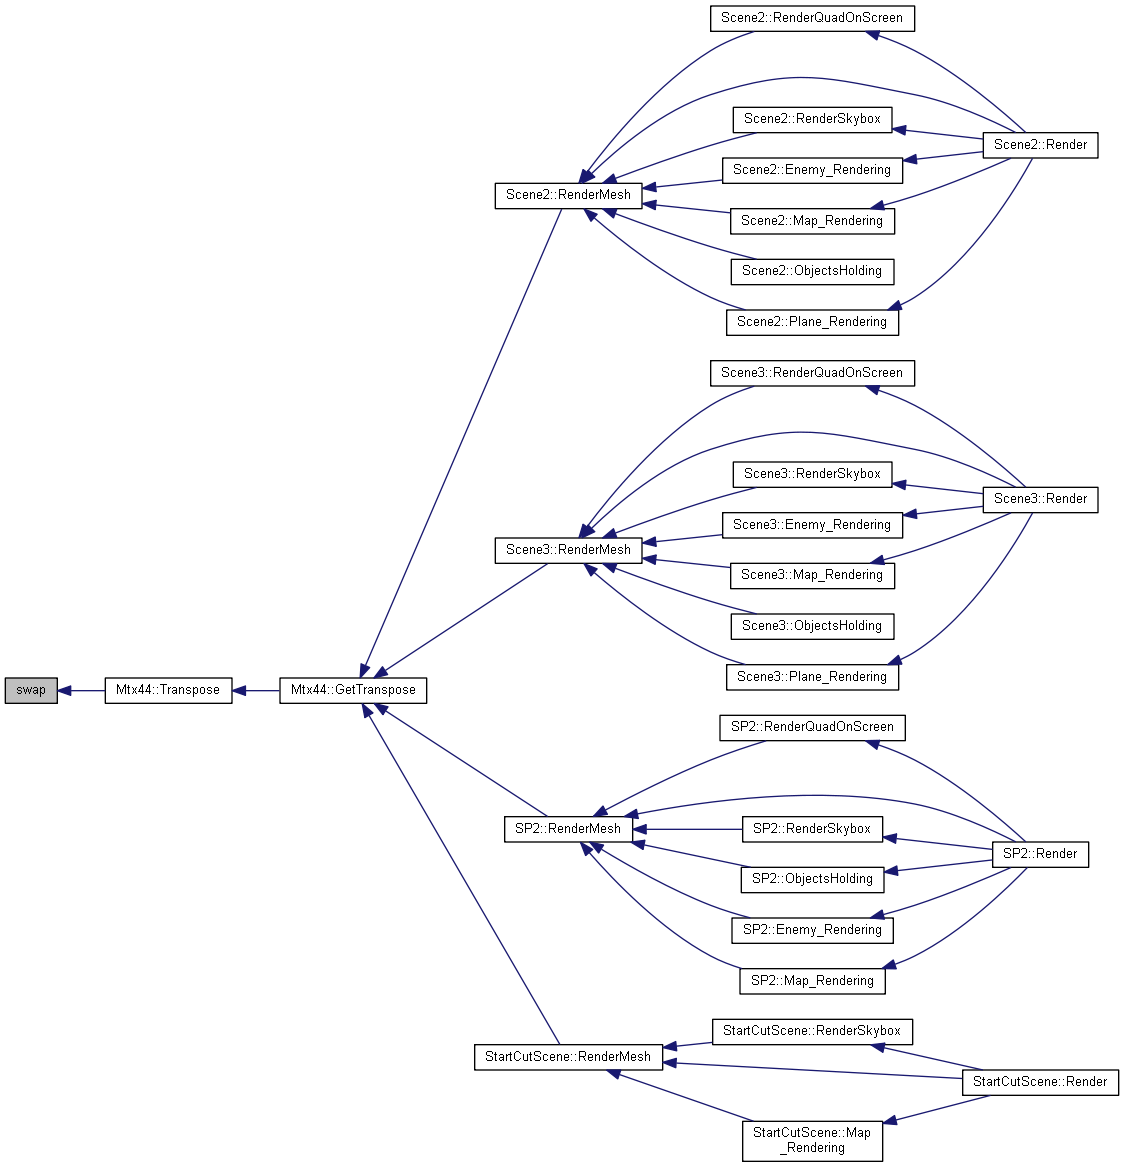 Scene2::RenderQuadOnScreen
Scene2::RenderSkybox
Scene2::Render
Scene2::Enemy_Rendering
Scene2::RenderMesh
Scene2::Map_Rendering
Scene2::ObjectsHolding
Scene2::Plane_Rendering
Scene3::RenderQuadOnScreen
Scene3::RenderSkybox
Scene3::Render
Scene3::Enemy_Rendering
Scene3::RenderMesh
Scene3::Map_Rendering
Scene3::ObjectsHolding
Scene3::Plane_Rendering
swap
Mtx44::Transpose
Mtx44::GetTranspose
SP2::RenderQuadOnScreen
SP2::RenderMesh
SP2::RenderSkybox
SP2::Render
SP2::ObjectsHolding
SP2::Enemy_Rendering
SP2::Map_Rendering
StartCutScene::RenderSkybox
StartCutScene::RenderMesh
StartCutScene::Render
StartCutScene::Map
_Rendering